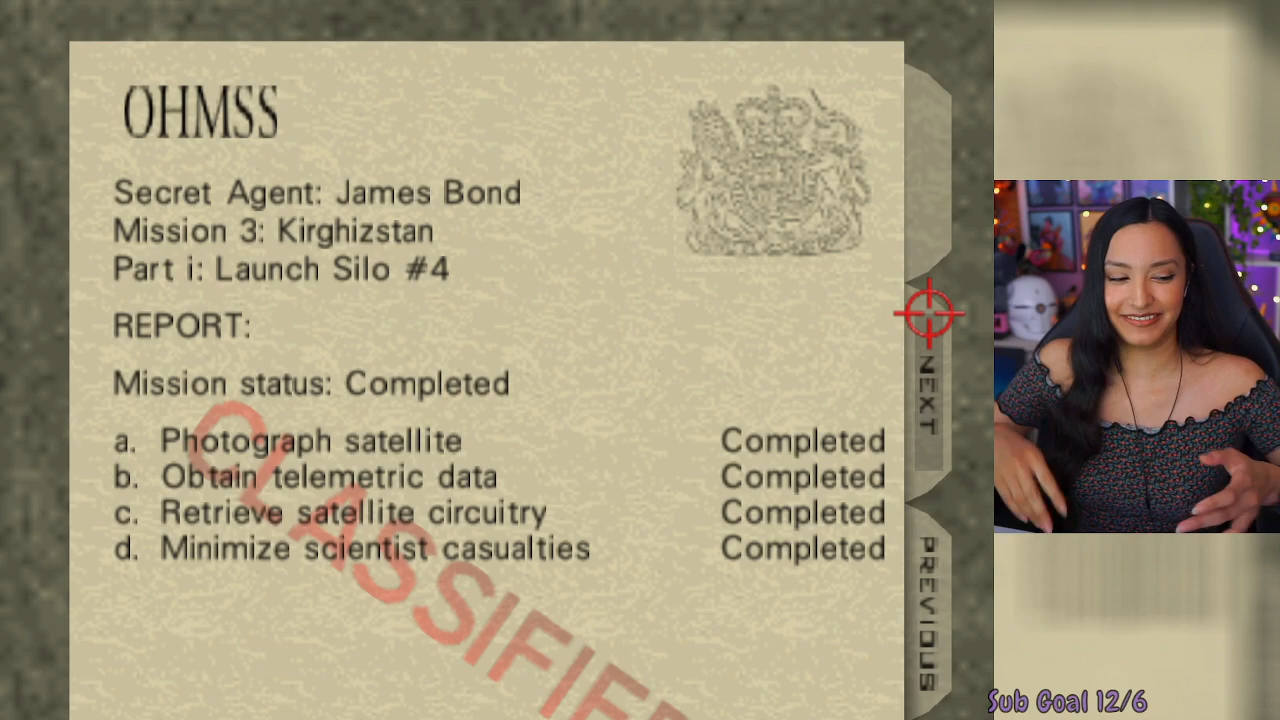 OHMSS
Secret Agent: James Bond
Mission 3: Kirghizstan
Part i: Launch Silo #4
REPORT:
Mission status: Completed
a. Photograph satellite Completed
b. Obtain telemetric data Completed
c. Retrieve satellite circuitry Completed
d. Minimize scientist casualties Completed
CLASSIFIE
NEXT
PREVIOUS
Sub Goal 12/6